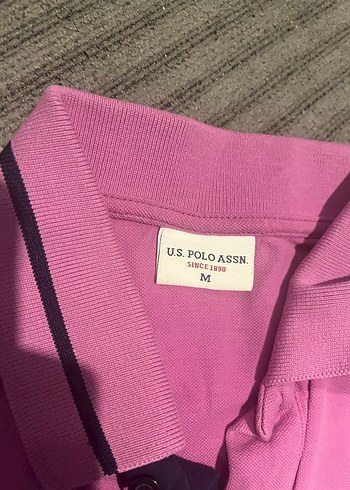 U.S. POLO ASSN.
SINCE 1890
M